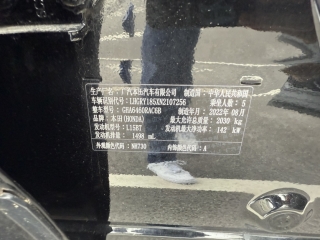 生产厂名：广汽本田汽车有限公司 制造国：中华人民共和国
车辆识别代号：LHGRY1853N2107256 乘坐人数：5
整车型号：GHA6460RAC6B 制造年月：2022年08月
品牌：本田(HONDA) 最大允许总质量：2030 kg
发动机型号：L15BT 发动机最大净功率：142 kW
发动机排量：1498 mL
外观颜色代码：NH730 内饰颜色代码：A